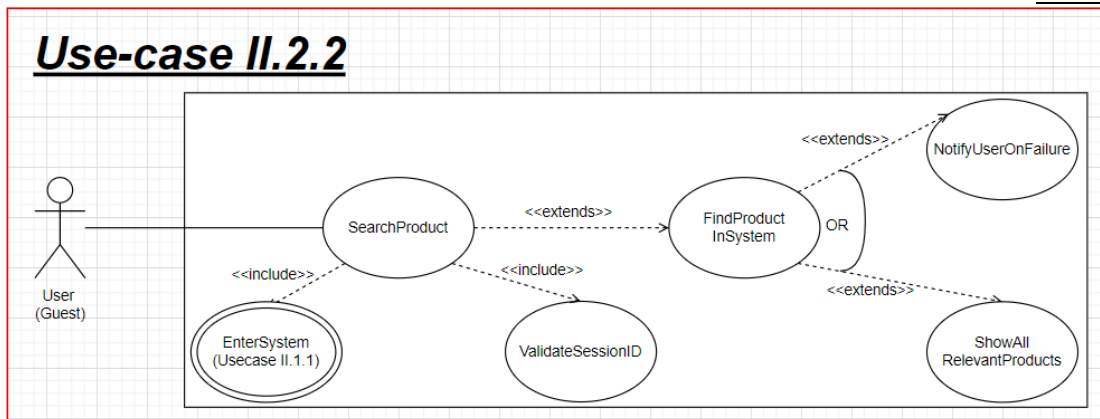 Use-case II.2.2
<<extends>>
NotifyUserOnFailure
SearchProduct
<<extends>>
FindProduct
InSystem
OR
<<include>>
<<include>>
<<extends>>
User
(Guest)
EnterSystem
(Usecase II.1.1)
ValidateSessionID
ShowAll
RelevantProducts